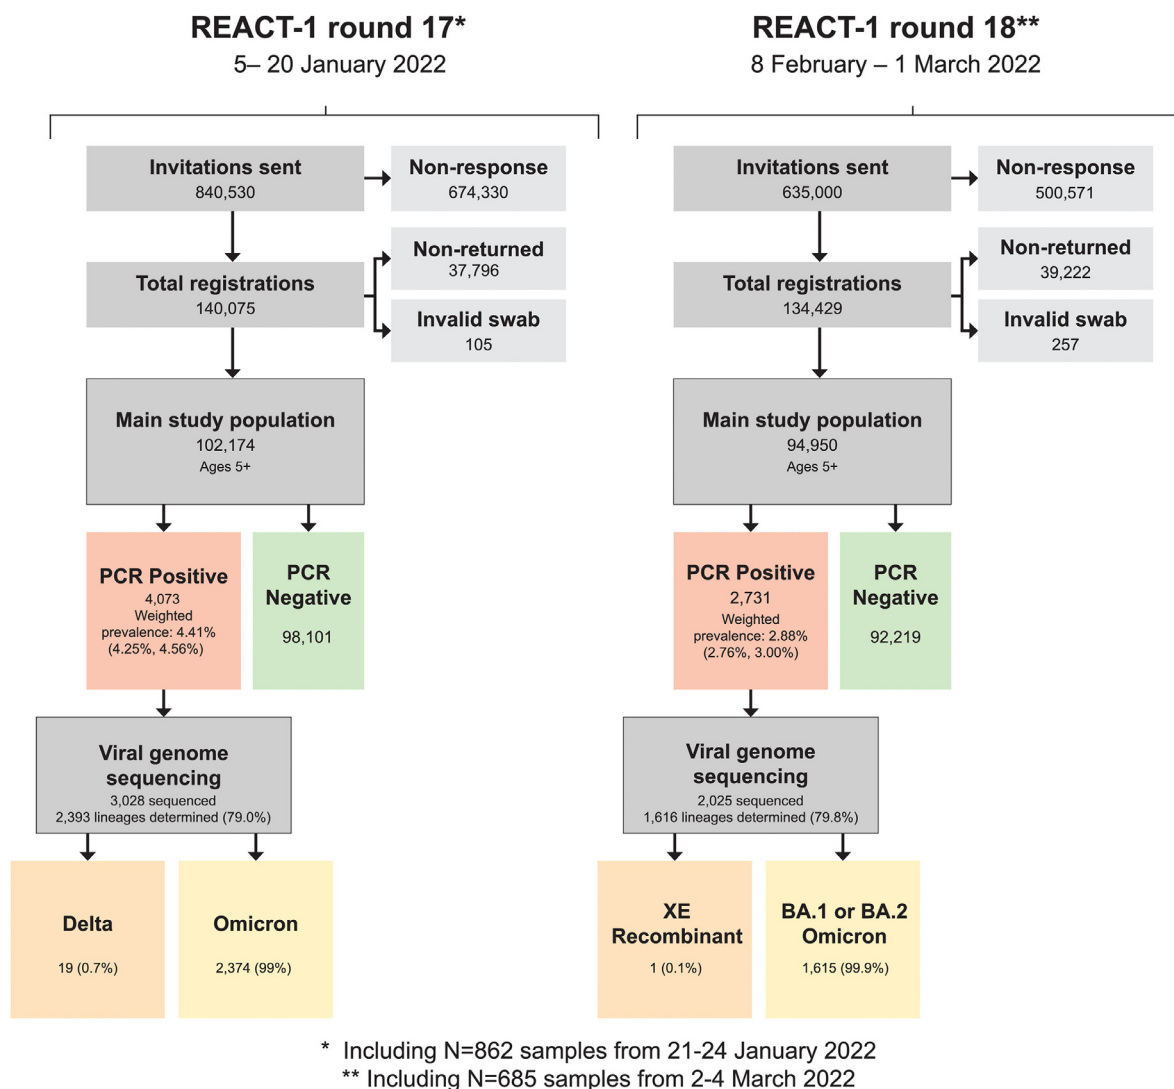 REACT-1 round 17*
5– 20 January 2022
Invitations sent
840,530
Non-response
674,330
Total registrations
140,075
Non-returned
37,796
Invalid swab
105
Main study population
102,174
Ages 5+
PCR Positive
4,073
Weighted
prevalence: 4.41%
(4.25%, 4.56%)
PCR
Negative
98,101
Viral genome
sequencing
3,028 sequenced
2,393 lineages determined (79.0%)
Delta
19 (0.7%)
Omicron
2,374 (99%)
REACT-1 round 18**
8 February – 1 March 2022
Invitations sent
635,000
Non-response
500,571
Total registrations
134,429
Non-returned
39,222
Invalid swab
257
Main study population
94,950
Ages 5+
PCR Positive
2,731
Weighted
prevalence: 2.88%
(2.76%, 3.00%)
PCR
Negative
92,219
Viral genome
sequencing
2,025 sequenced
1,616 lineages determined (79.8%)
XE
Recombinant
1 (0.1%)
BA.1 or BA.2
Omicron
1,615 (99.9%)
* Including N=862 samples from 21-24 January 2022
** Including N=685 samples from 2-4 March 2022